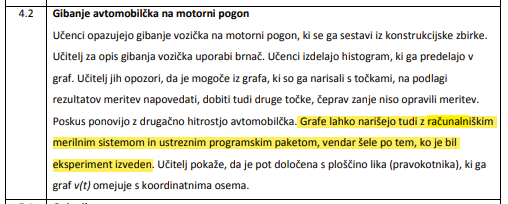 4.2 Gibanje avtomobilčka na motorni pogon
Učenci opazujejo gibanje vozička na motorni pogon, ki se ga sestavi iz konstrukcijske zbirke.
Učitelj za opis gibanja vozička uporabi brnač. Učenci izdelajo histogram, ki ga predelajo v
graf. Učitelj jih opozori, da je mogoče iz grafa, ki so ga narisali s točkami, na podlagi
rezultatov meritev napovedati, dobiti tudi druge točke, čeprav zanje niso opravili meritev.
Poskus ponovijo z drugačno hitrostjo avtomobilčka. Grafe lahko narišejo tudi z računalniškim
merilnim sistemom in ustreznim programskim paketom, vendar šele po tem, ko je bil
eksperiment izveden. Učitelj pokaže, da je pot določena s ploščino lika (pravokotnika), ki ga
graf v(t) omejuje s koordinatnima osema.